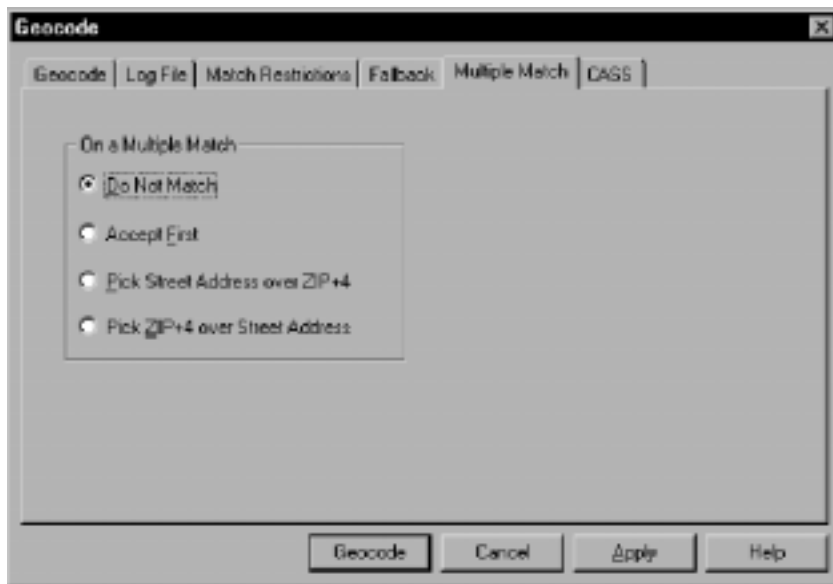 Geocode
Geocode Log File Match Restrictions Fallback Multiple Match CASS
On a Multiple Match
Do Not Match
Accept First
Pick Street Address over ZIP+4
Pick ZIP+4 over Street Address
Geocode Cancel Apply Help